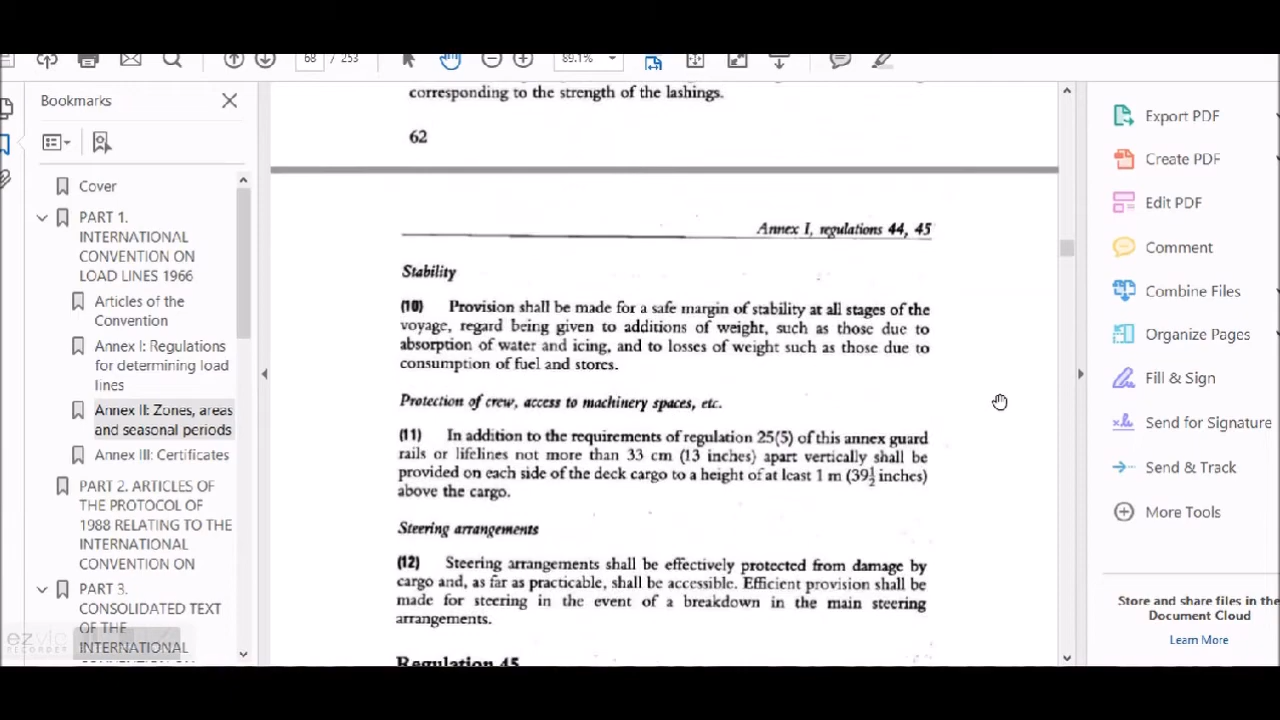 68 / 253
89.1%
Bookmarks
Cover
PART 1.
INTERNATIONAL
CONVENTION ON
LOAD LINES 1966
Articles of the
Convention
Annex I: Regulations
for determining load
lines
Annex II: Zones, areas
and seasonal periods
Annex III: Certificates
PART 2. ARTICLES OF
THE PROTOCOL OF
1988 RELATING TO THE
INTERNATIONAL
CONVENTION ON
PART 3.
CONSOLIDATED TEXT
OF THE
INTERNATIONAL
CONVENTION ON
corresponding to the strength of the lashings.
62
Annex I, regulations 44, 45
Stability
(10) Provision shall be made for a safe margin of stability at all stages of the
voyage, regard being given to additions of weight, such as those due to
absorption of water and icing, and to losses of weight such as those due to
consumption of fuel and stores.
Protection of crew, access to machinery spaces, etc.
(11) In addition to the requirements of regulation 25(5) of this annex guard
rails or lifelines not more than 33 cm (13 inches) apart vertically shall be
provided on each side of the deck cargo to a height of at least 1 m (39½ inches)
above the cargo.
Steering arrangements
(12) Steering arrangements shall be effectively protected from damage by
cargo and, as far as practicable, shall be accessible. Efficient provision shall be
made for steering in the event of a breakdown in the main steering
arrangements.
Regulation 45
Export PDF
Create PDF
Edit PDF
Comment
Combine Files
Organize Pages
Fill & Sign
Send for Signature
Send & Track
More Tools
Store and share files in the
Document Cloud
Learn More
ezvid
RECORDER